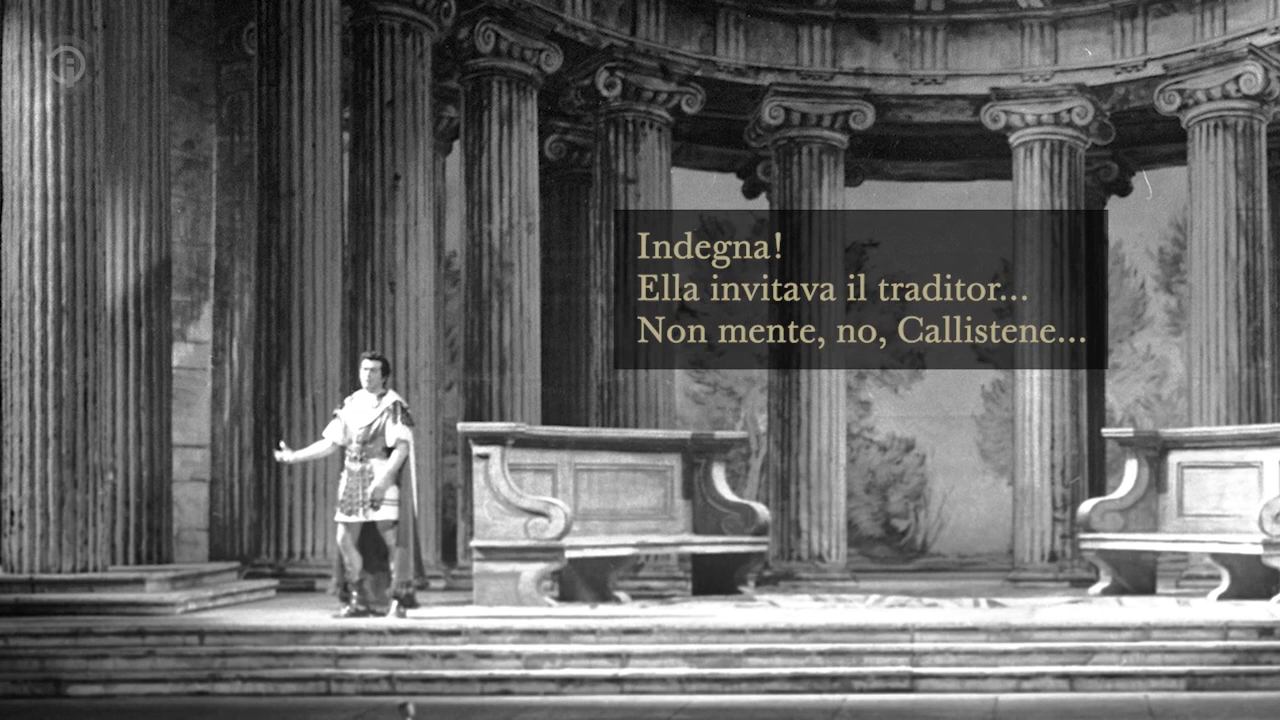 Indegna!
Ella invitava il traditor...
Non mente, no, Callistene...